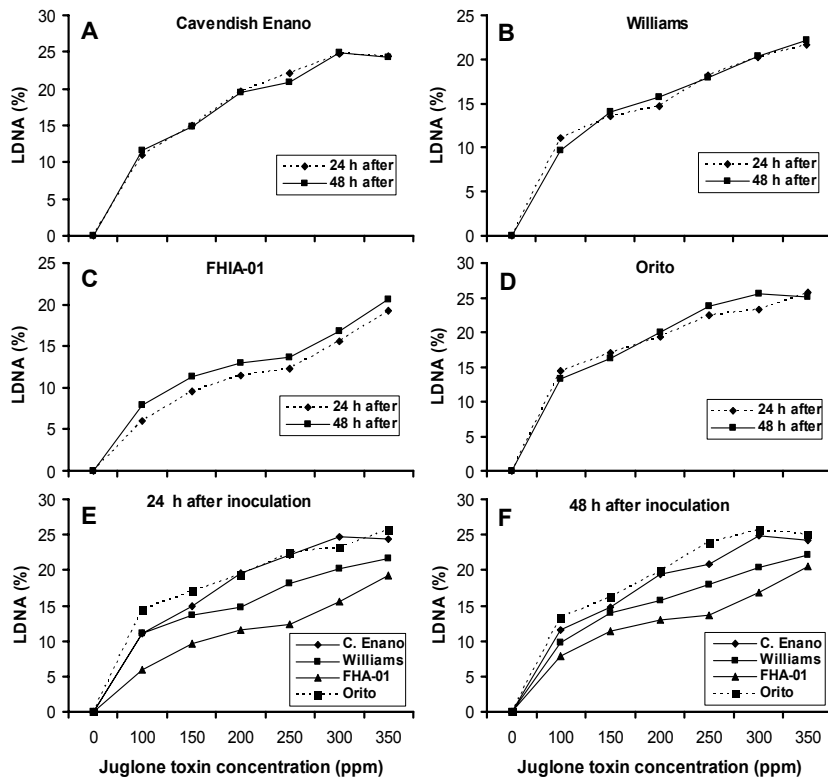 A
Cavendish Enano
LDNA (%)
30
25
20
15
10
5
0
24 h after
48 h after
B
Williams
LDNA (%)
25
20
15
10
5
0
24 h after
48 h after
C
FHIA-01
LDNA (%)
25
20
15
10
5
0
24 h after
48 h after
D
Orito
LDNA (%)
30
25
20
15
10
5
0
24 h after
48 h after
E
24 h after inoculation
LDNA (%)
30
25
20
15
10
5
0
C. Enano
Williams
FHA-01
Orito
0 100 150 200 250 300 350
Juglone toxin concentration (ppm)
F
48 h after inoculation
LDNA (%)
30
25
20
15
10
5
0
C. Enano
Williams
FHA-01
Orito
0 100 150 200 250 300 350
Juglone toxin concentration (ppm)